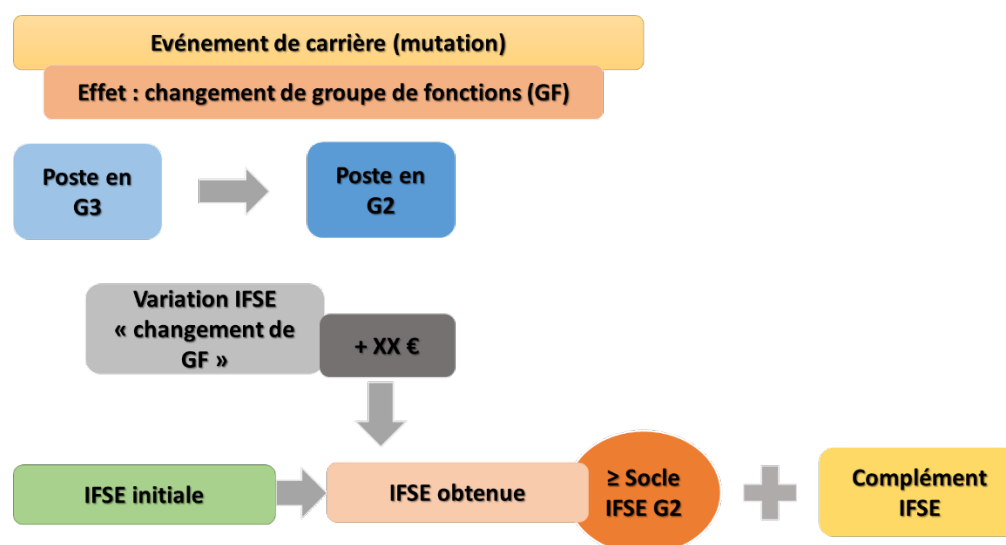 Evénement de carrière (mutation)
Effet : changement de groupe de fonctions (GF)
Poste en
G3
Poste en
G2
Variation IFSE
« changement de
GF »
+ XX €
IFSE initiale
IFSE obtenue
≥ Socle
IFSE G2
Complément
IFSE